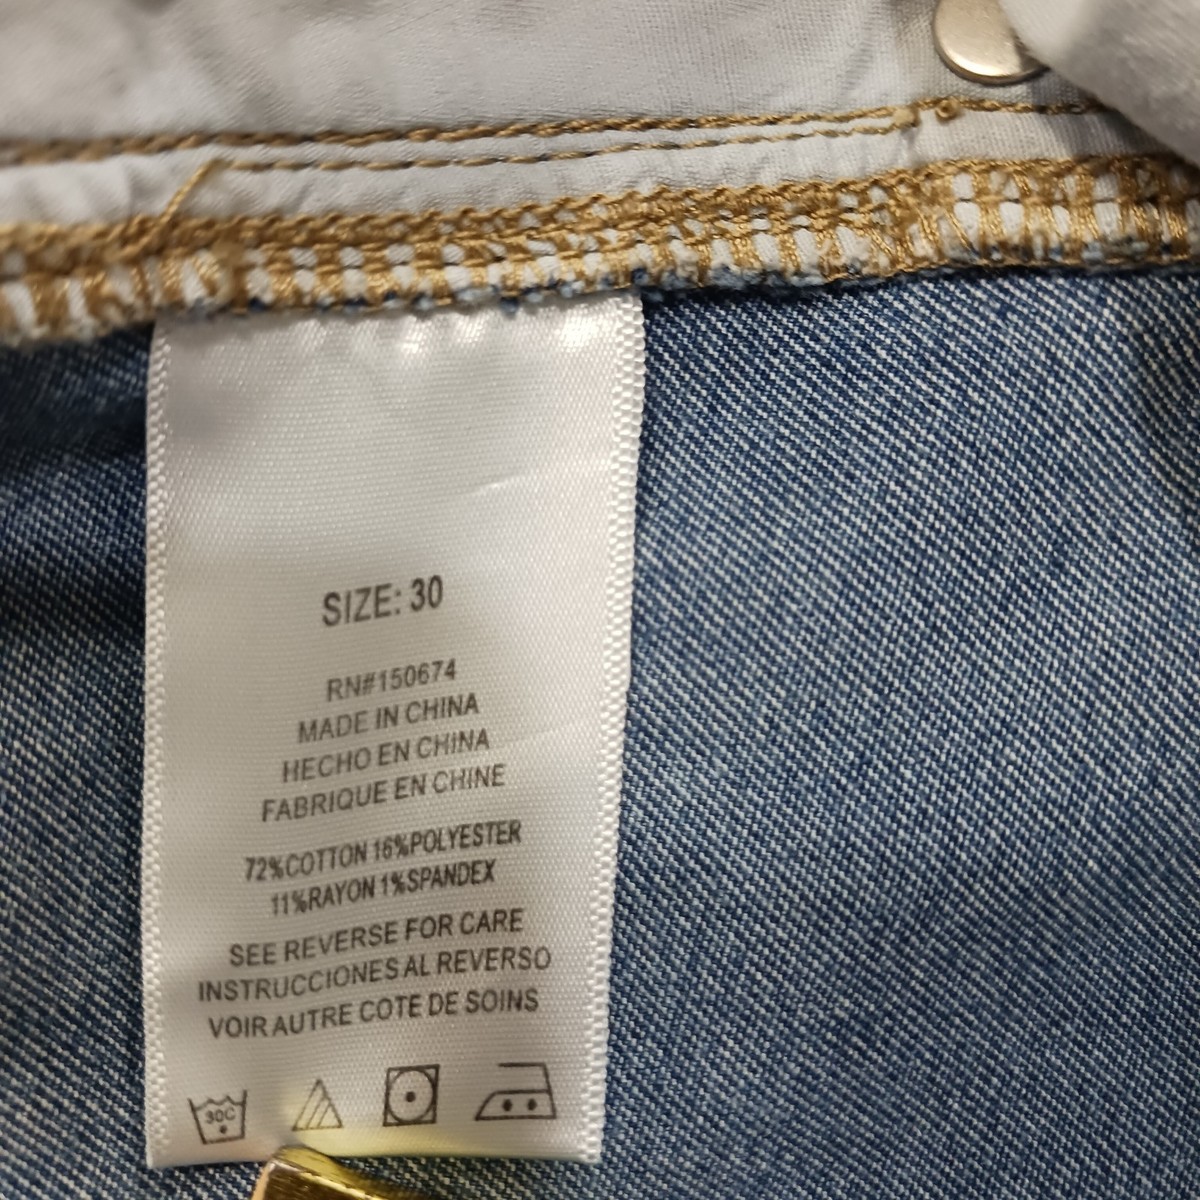 SIZE: 30
RN#150674
MADE IN CHINA
HECHO EN CHINA
FABRIQUE EN CHINE
72%COTTON 16%POLYESTER
11%RAYON 1%SPANDEX
SEE REVERSE FOR CARE
INSTRUCCIONES AL REVERSO
VOIR AUTRE COTE DE SOINS
30C